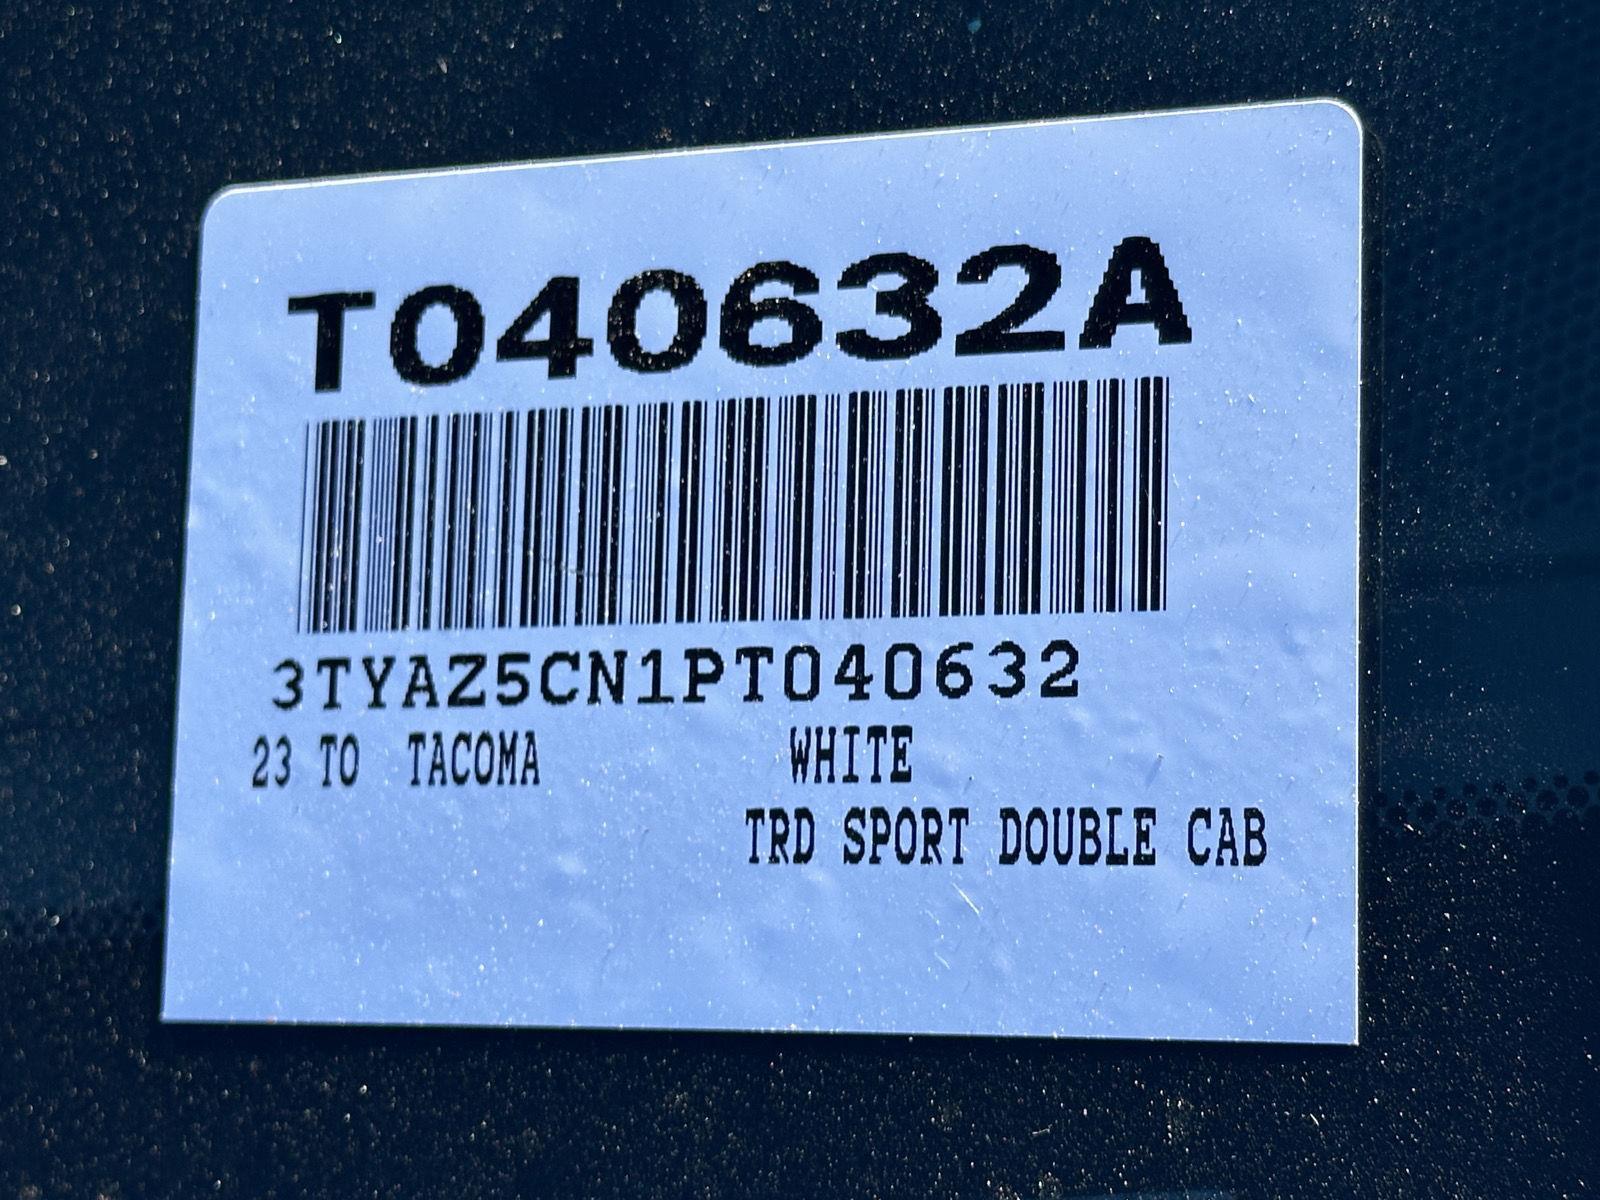 T040632A
3TYAZ5CN1PT040632
23 TO TACOMA WHITE
TRD SPORT DOUBLE CAB